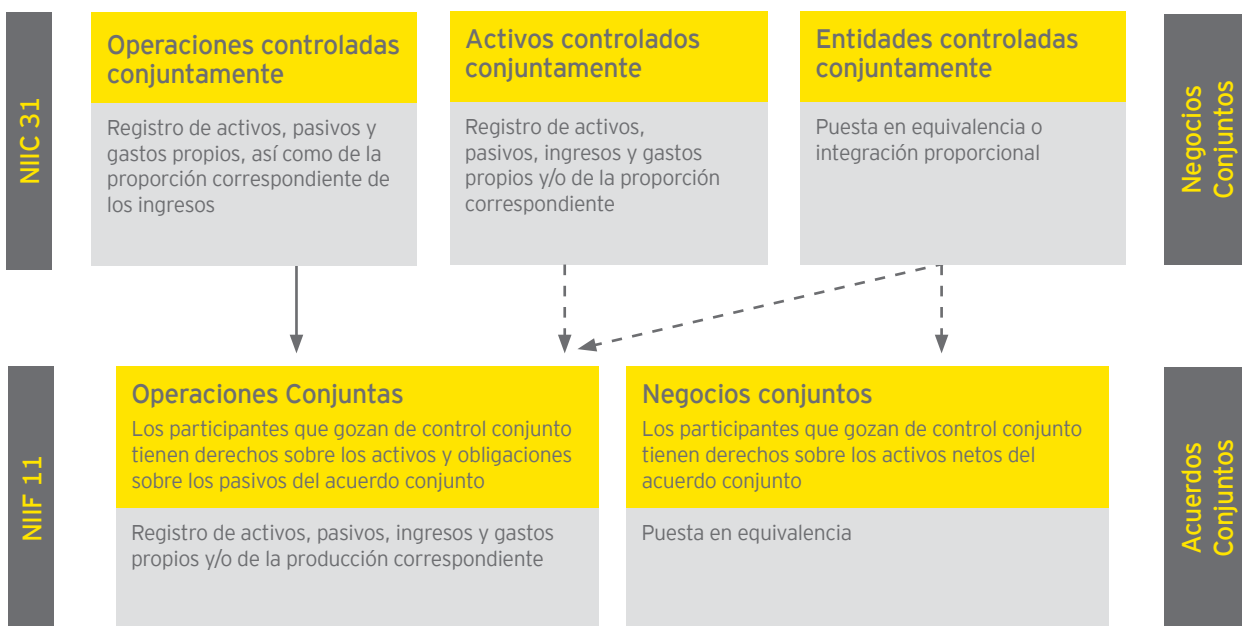 NIIC 31
Operaciones controladas
conjuntamente
Registro de activos, pasivos y
gastos propios, así como de la
proporción correspondiente de
los ingresos
Activos controlados
conjuntamente
Registro de activos,
pasivos, ingresos y gastos
propios y/o de la proporción
correspondiente
Entidades controladas
conjuntamente
Puesta en equivalencia o
integración proporcional
Negocios
Conjuntos
NIIF 11
Operaciones Conjuntas
Los participantes que gozan de control conjunto
tienen derechos sobre los activos y obligaciones
sobre los pasivos del acuerdo conjunto
Registro de activos, pasivos, ingresos y gastos
propios y/o de la producción correspondiente
Negocios conjuntos
Los participantes que gozan de control conjunto
tienen derechos sobre los activos netos del
acuerdo conjunto
Puesta en equivalencia
Acuerdos
Conjuntos